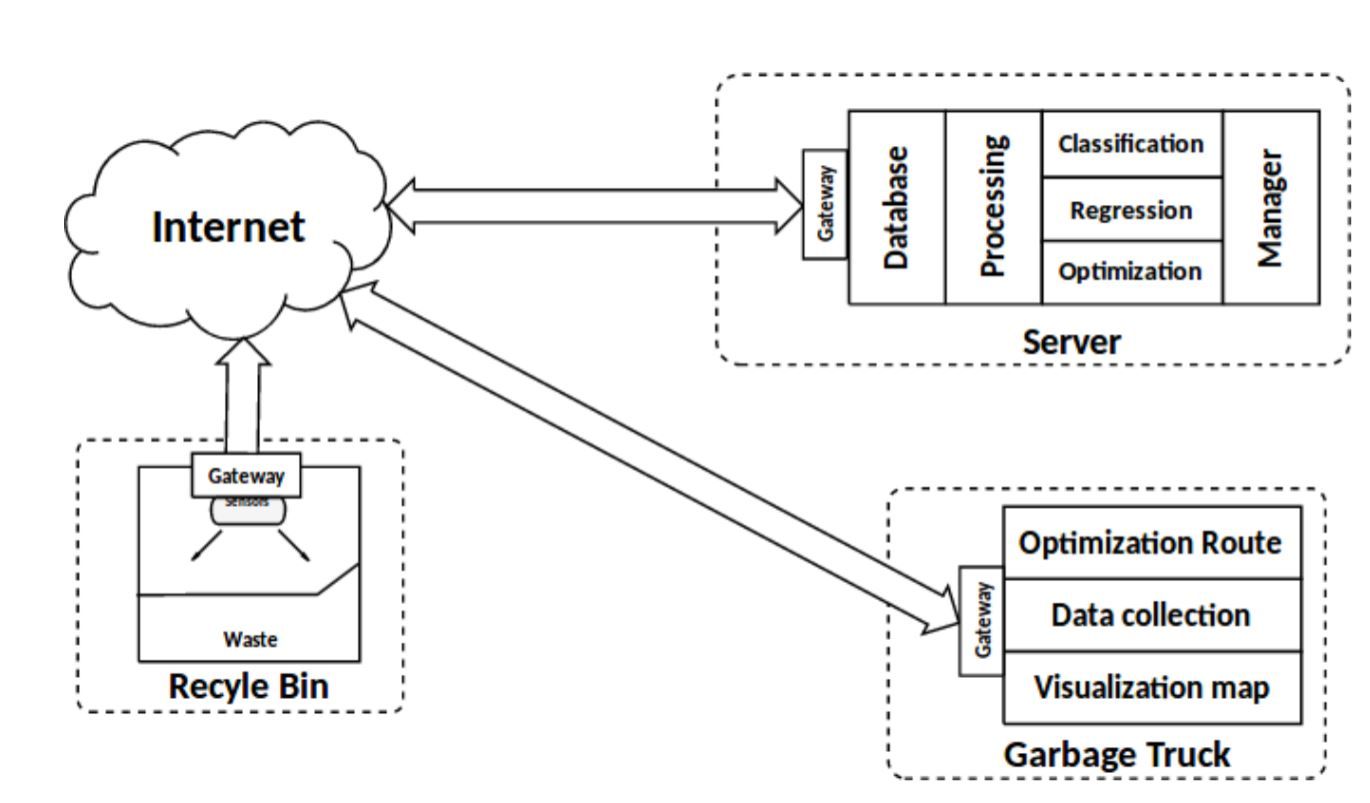 Internet
Gateway
Database
Processing
Classification
Regression
Optimization
Manager
Server
Gateway
Sensors
Waste
Recyle Bin
Gateway
Optimization Route
Data collection
Visualization map
Garbage Truck